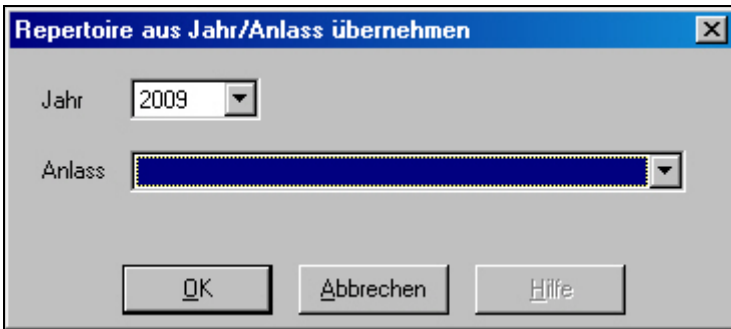 Repertoire aus Jahr/Anlass übernehmen
Jahr 2009
Anlass
OK Abbrechen Hilfe